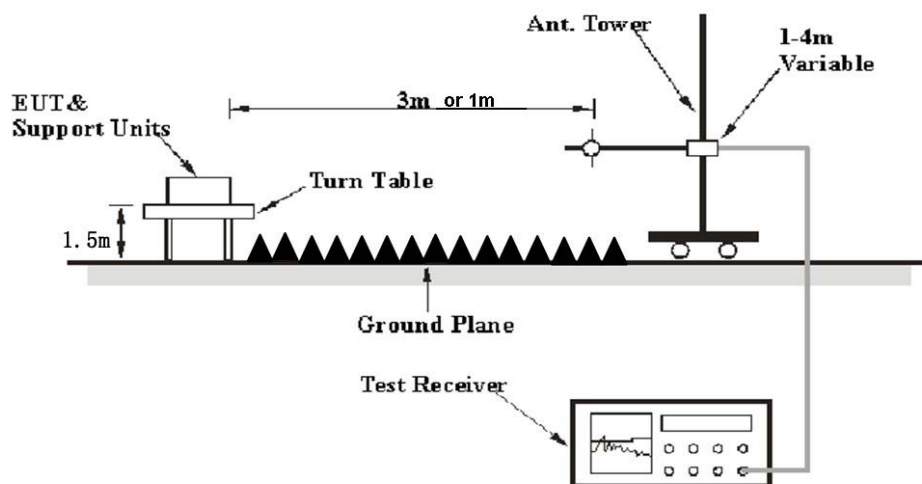 Ant. Tower
1-4m
Variable
3m or 1m
EUT&
Support Units
Turn Table
1.5m
Ground Plane
Test Receiver